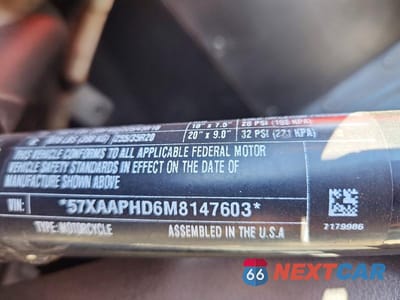 18" x 7.5" 28 PSI (193 KPA)
20" x 9.0" 32 PSI (221 KPA)
THIS VEHICLE CONFORMS TO ALL APPLICABLE FEDERAL MOTOR
VEHICLE SAFETY STANDARDS IN EFFECT ON THE DATE OF
MANUFACTURE SHOWN ABOVE
VIN: *57XAAPHD6M8147603*
TYPE: MOTORCYCLE ASSEMBLED IN THE U.S.A
7179986
66 NEXTCAR